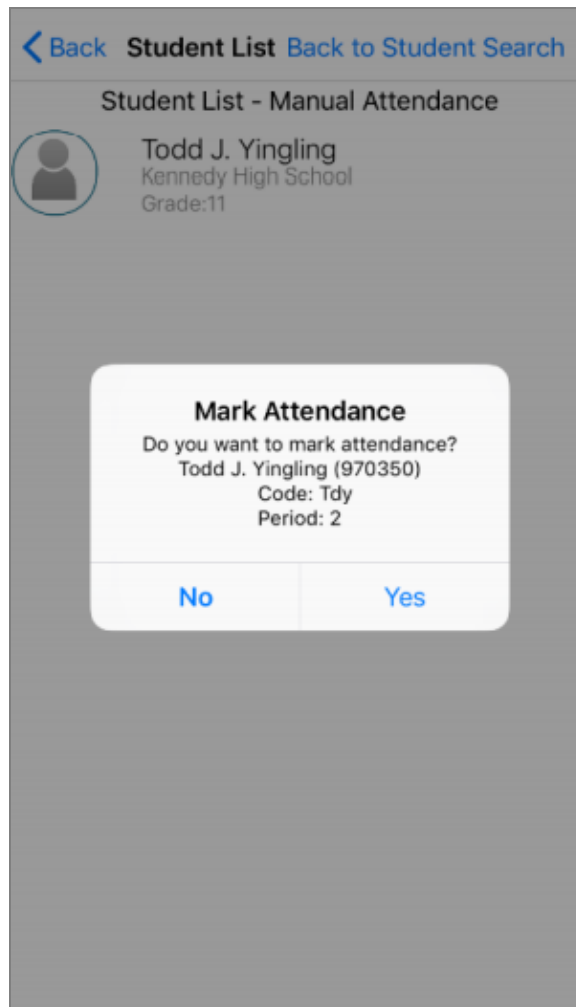 Back Student List Back to Student Search
Student List - Manual Attendance
Todd J. Yingling
Kennedy High School
Grade:11
Mark Attendance
Do you want to mark attendance?
Todd J. Yingling (970350)
Code: Tdy
Period: 2
No Yes